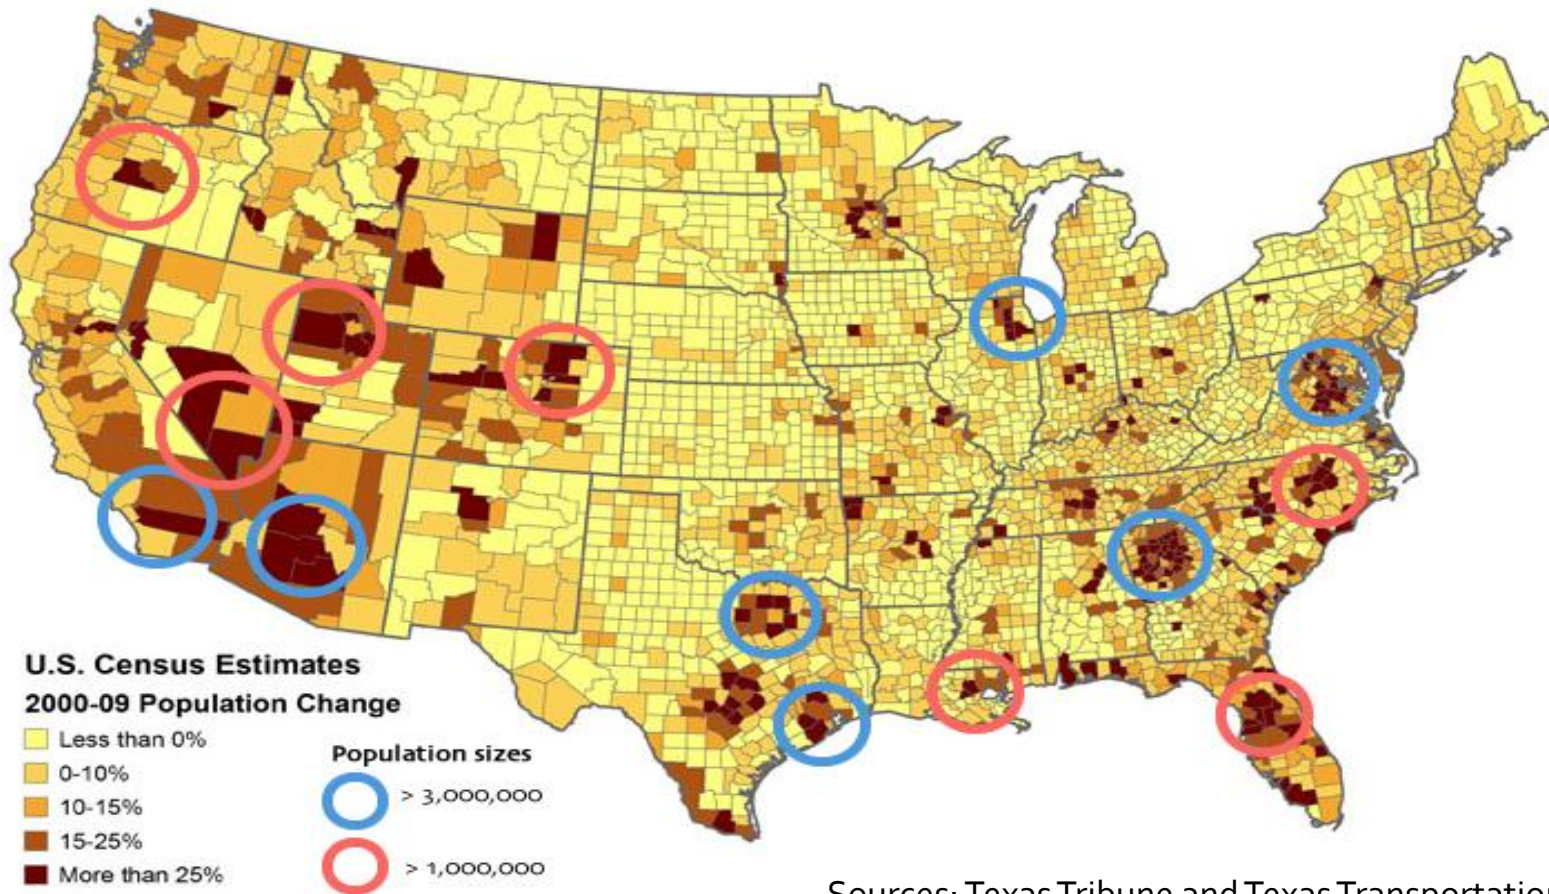 U.S. Census Estimates
2000-09 Population Change
Less than 0%
0-10%
10-15%
15-25%
More than 25%
Population sizes
> 3,000,000
> 1,000,000
Sources: Texas Tribune and Texas Transportation